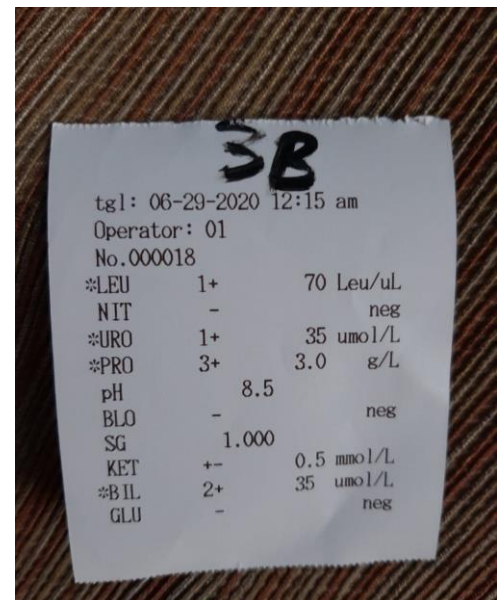 3B
tgl: 06-29-2020 12:15 am
Operator: 01
No.000018
*LEU 1+ 70 Leu/uL
NIT - neg
*URO 1+ 35 umol/L
*PRO 3+ 3.0 g/L
pH 8.5
BLO - neg
SG 1.000
KET +- 0.5 mmol/L
*BIL 2+ 35 umol/L
GLU - neg